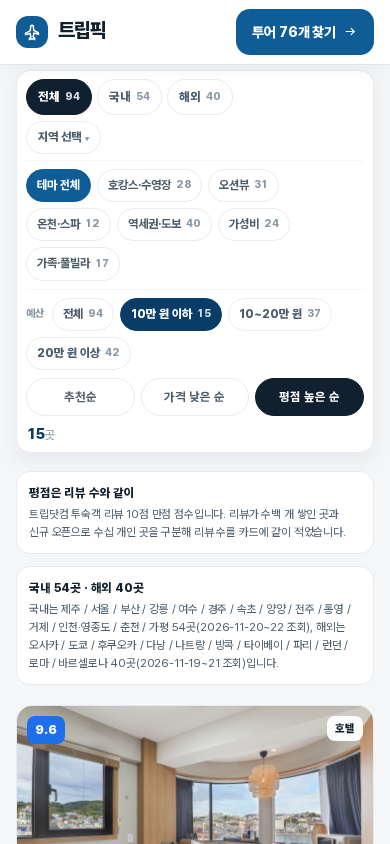 트립픽
투어 76개 찾기 →
전체 94
국내 54
해외 40
지역 선택 ▾
테마 전체
호캉스·수영장 28
오션뷰 31
온천·스파 12
역세권·도보 40
가성비 24
가족·풀빌라 17
예산
전체 94
10만 원 이하 15
10~20만 원 37
20만 원 이상 42
추천순
가격 낮은 순
평점 높은 순
15곳
평점은 리뷰 수와 같이
트립닷컴 투숙객 리뷰 10점 만점 점수입니다. 리뷰가 수백 개 쌓인 곳과
신규 오픈으로 수십 개인 곳을 구분해 리뷰 수를 카드에 같이 적었습니다.
국내 54곳 · 해외 40곳
국내는 제주 / 서울 / 부산 / 강릉 / 여수 / 경주 / 속초 / 양양 / 전주 / 통영 /
거제 / 인천·영종도 / 춘천 / 가평 54곳(2026-11-20~22 조회), 해외는
오사카 / 도쿄 / 후쿠오카 / 다낭 / 나트랑 / 방콕 / 타이베이 / 파리 / 런던 /
로마 / 바르셀로나 40곳(2026-11-19~21 조회)입니다.
9.6
호텔